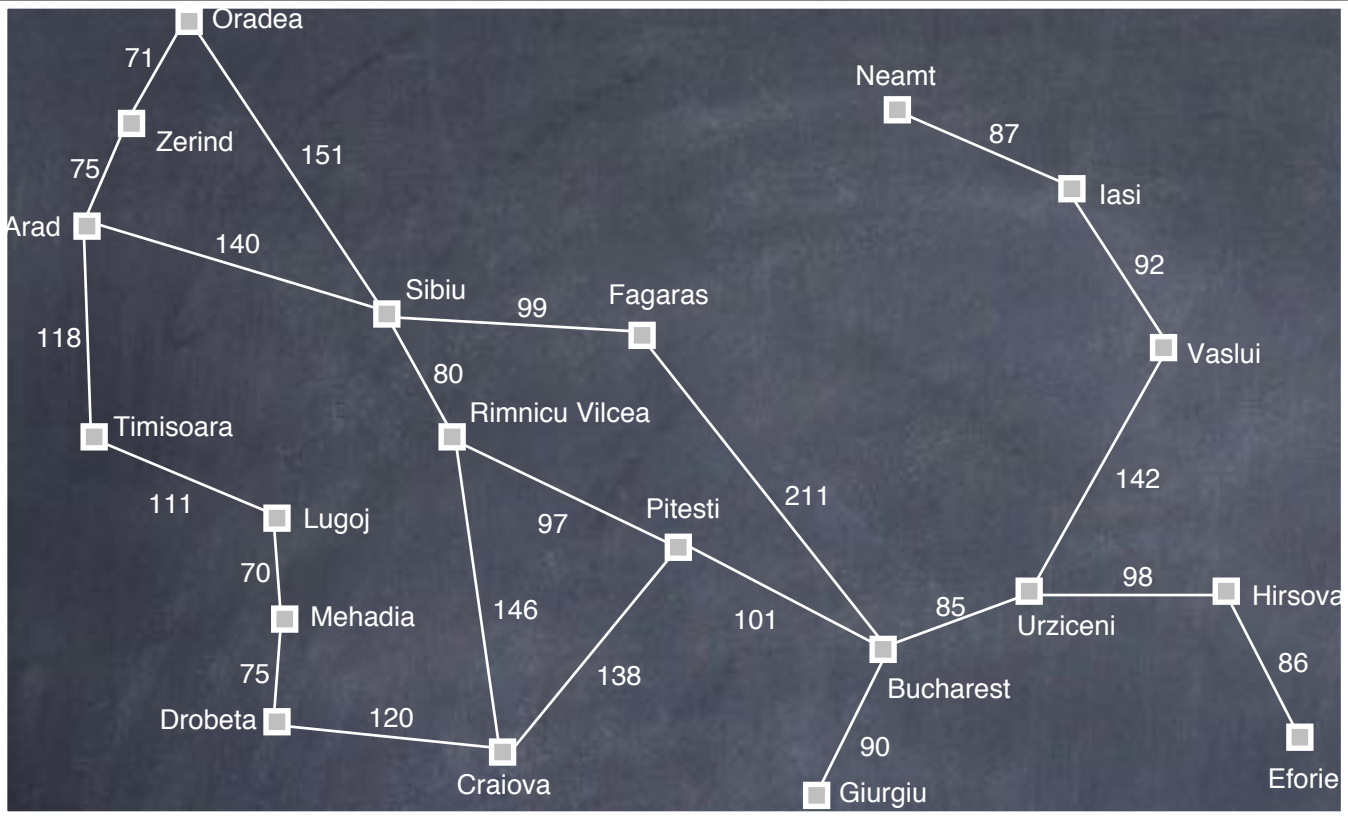 Oradea
71
Neamt
87
Zerind
151
75
Iasi
Arad
140
92
Sibiu
99
Fagaras
118
Vaslui
80
Rimnicu Vilcea
Timisoara
111
211
142
Lugoj
97
Pitesti
70
98
Hirsova
146
101
85
Mehadia
Urziceni
75
138
86
Bucharest
Drobeta
120
90
Craiova
Giurgiu
Eforie